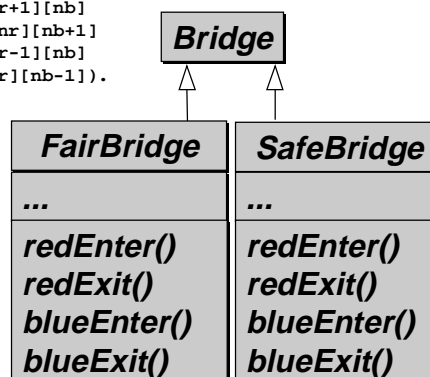 r+1][nb]
nr][nb+1]
r-1][nb]
r][nb-1]).
Bridge
FairBridge
SafeBridge
...
...
redEnter()
redExit()
blueEnter()
blueExit()
redEnter()
redExit()
blueEnter()
blueExit()